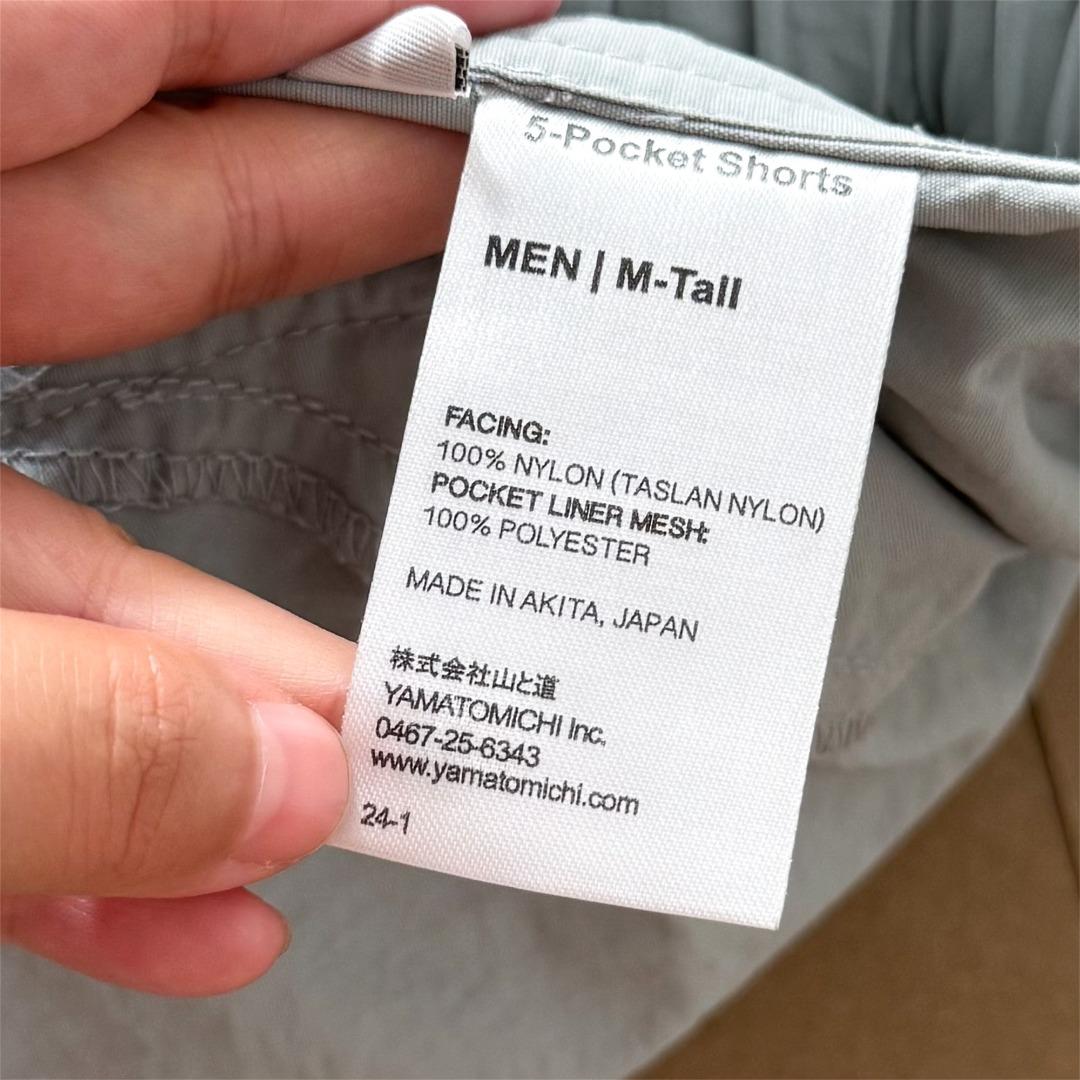 5-Pocket Shorts
MEN | M-Tall
FACING:
100% NYLON (TASLAN NYLON)
POCKET LINER MESH:
100% POLYESTER
MADE IN AKITA, JAPAN
株式会社山と道
YAMATOMICHI Inc.
0467-25-6343
www.yamatomichi.com
24-1